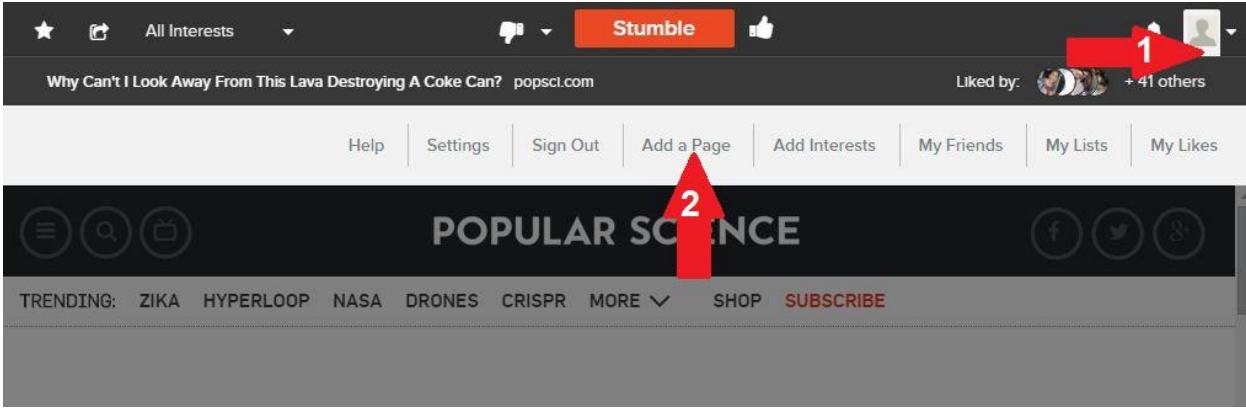 All Interests Stumble 1
Why Can't I Look Away From This Lava Destroying A Coke Can? popsci.com Liked by: + 41 others
Help Settings Sign Out Add a Page Add Interests My Friends My Lists My Likes
2
POPULAR SCIENCE
f 8+
TRENDING: ZIKA HYPERLOOP NASA DRONES CRISPR MORE SHOP SUBSCRIBE